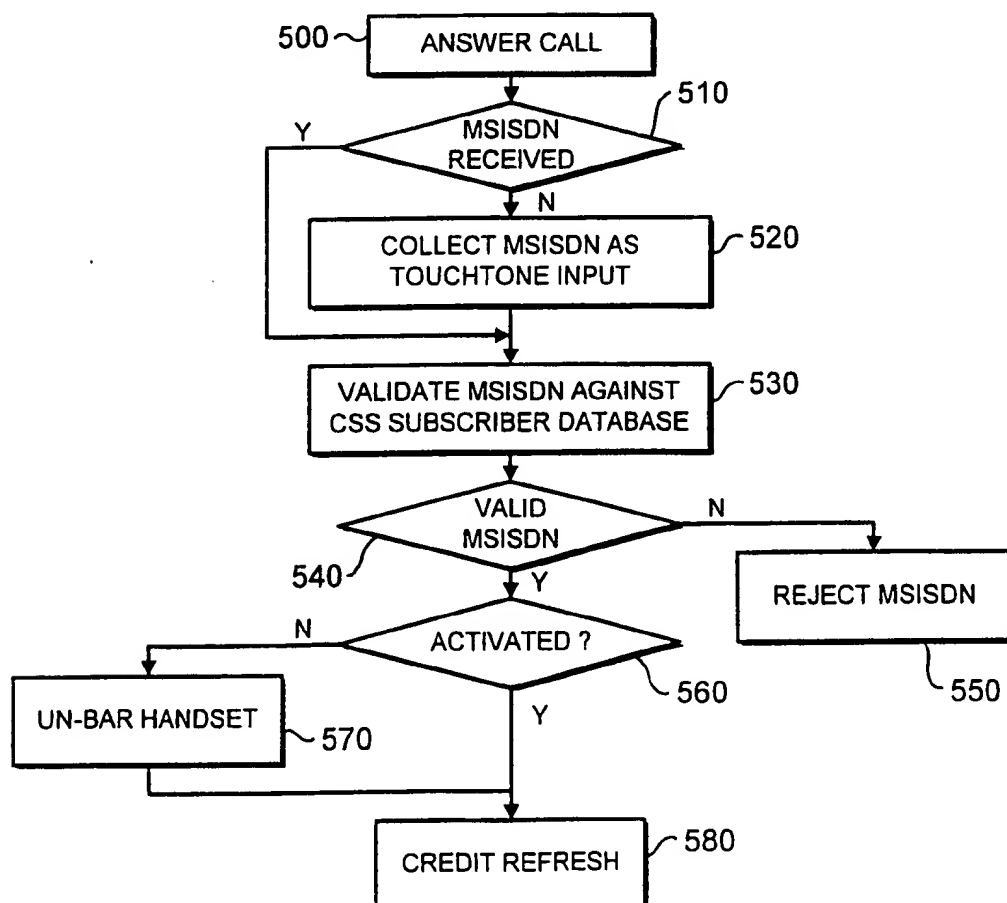 500
ANSWER CALL
510
Y
MSISDN
RECEIVED
N
COLLECT MSISDN AS
TOUCHTONE INPUT
520
VALIDATE MSISDN AGAINST
CSS SUBSCRIBER DATABASE
530
VALID
MSISDN
N
540
Y
REJECT MSISDN
550
N
ACTIVATED ?
560
Y
UN-BAR HANDSET
570
CREDIT REFRESH
580